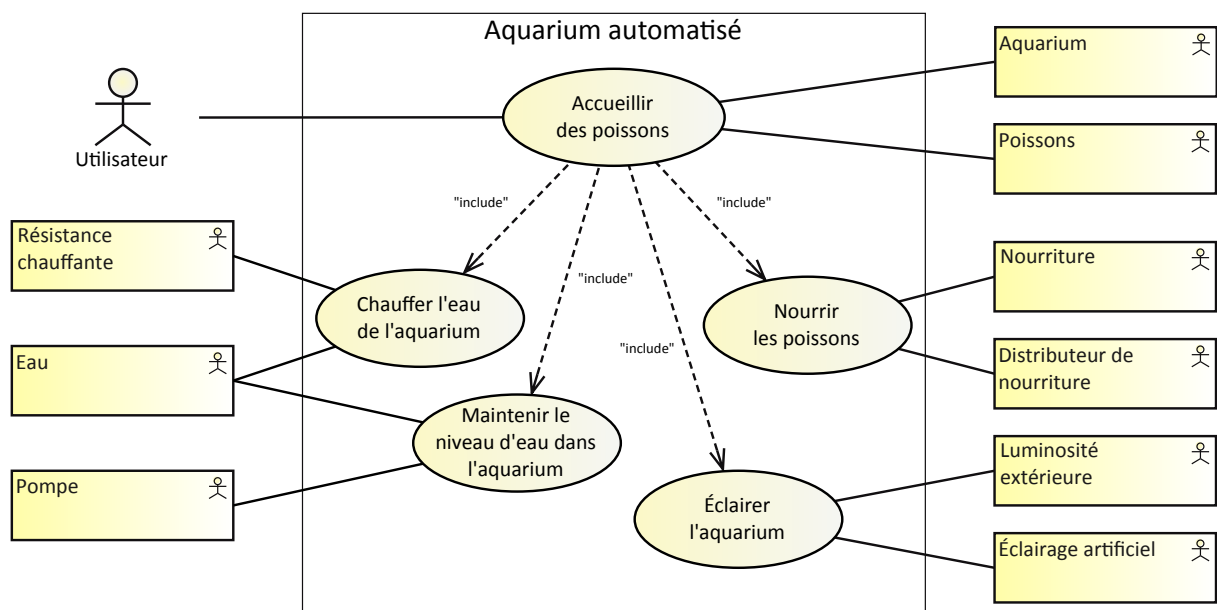 Aquarium automatisé
Utilisateur
Accueillir
des poissons
Aquarium
Poissons
"include"
"include"
"include"
"include"
Résistance
chauffante
Eau
Pompe
Chauffer l'eau
de l'aquarium
Maintenir le
niveau d'eau dans
l'aquarium
Nourrir
les poissons
Éclairer
l'aquarium
Nourriture
Distributeur de
nourriture
Luminosité
extérieure
Éclairage artificiel